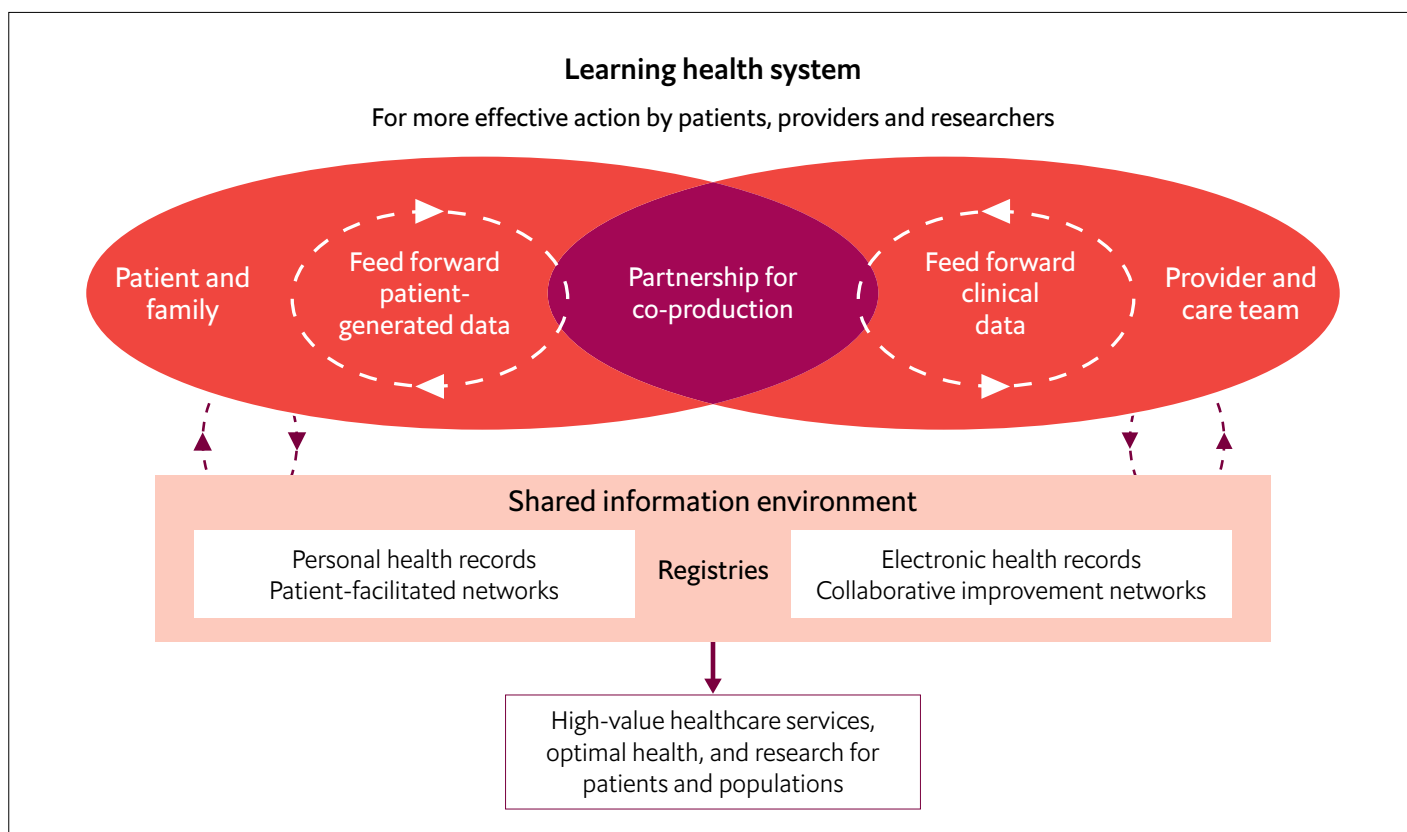 Learning health system
For more effective action by patients, providers and researchers
Patient and
family
Feed forward
patient-
generated data
Partnership for
co-production
Feed forward
clinical
data
Provider and
care team
Shared information environment
Personal health records
Patient-facilitated networks
Registries
Electronic health records
Collaborative improvement networks
High-value healthcare services,
optimal health, and research for
patients and populations